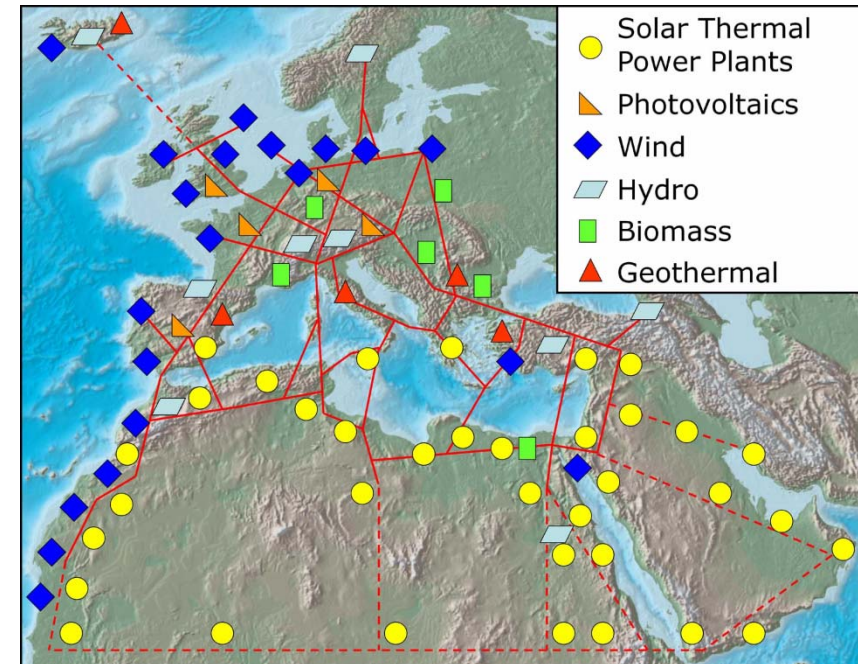 Solar Thermal
Power Plants
Photovoltaics
Wind
Hydro
Biomass
Geothermal